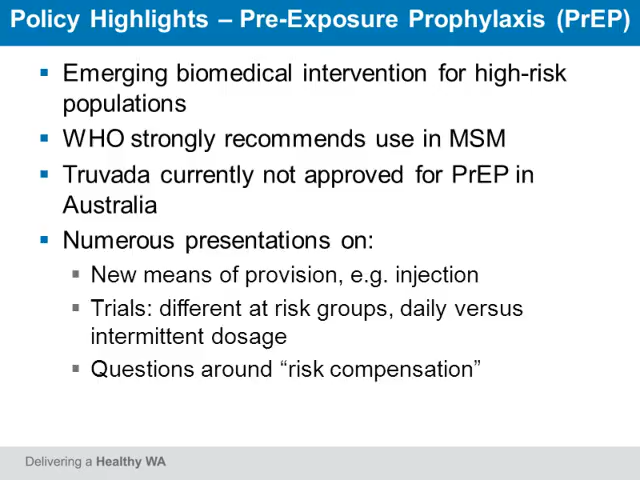 Policy Highlights – Pre-Exposure Prophylaxis (PrEP)
Emerging biomedical intervention for high-risk
populations
WHO strongly recommends use in MSM
Truvada currently not approved for PrEP in
Australia
Numerous presentations on:
New means of provision, e.g. injection
Trials: different at risk groups, daily versus
intermittent dosage
Questions around “risk compensation”
Delivering a Healthy WA